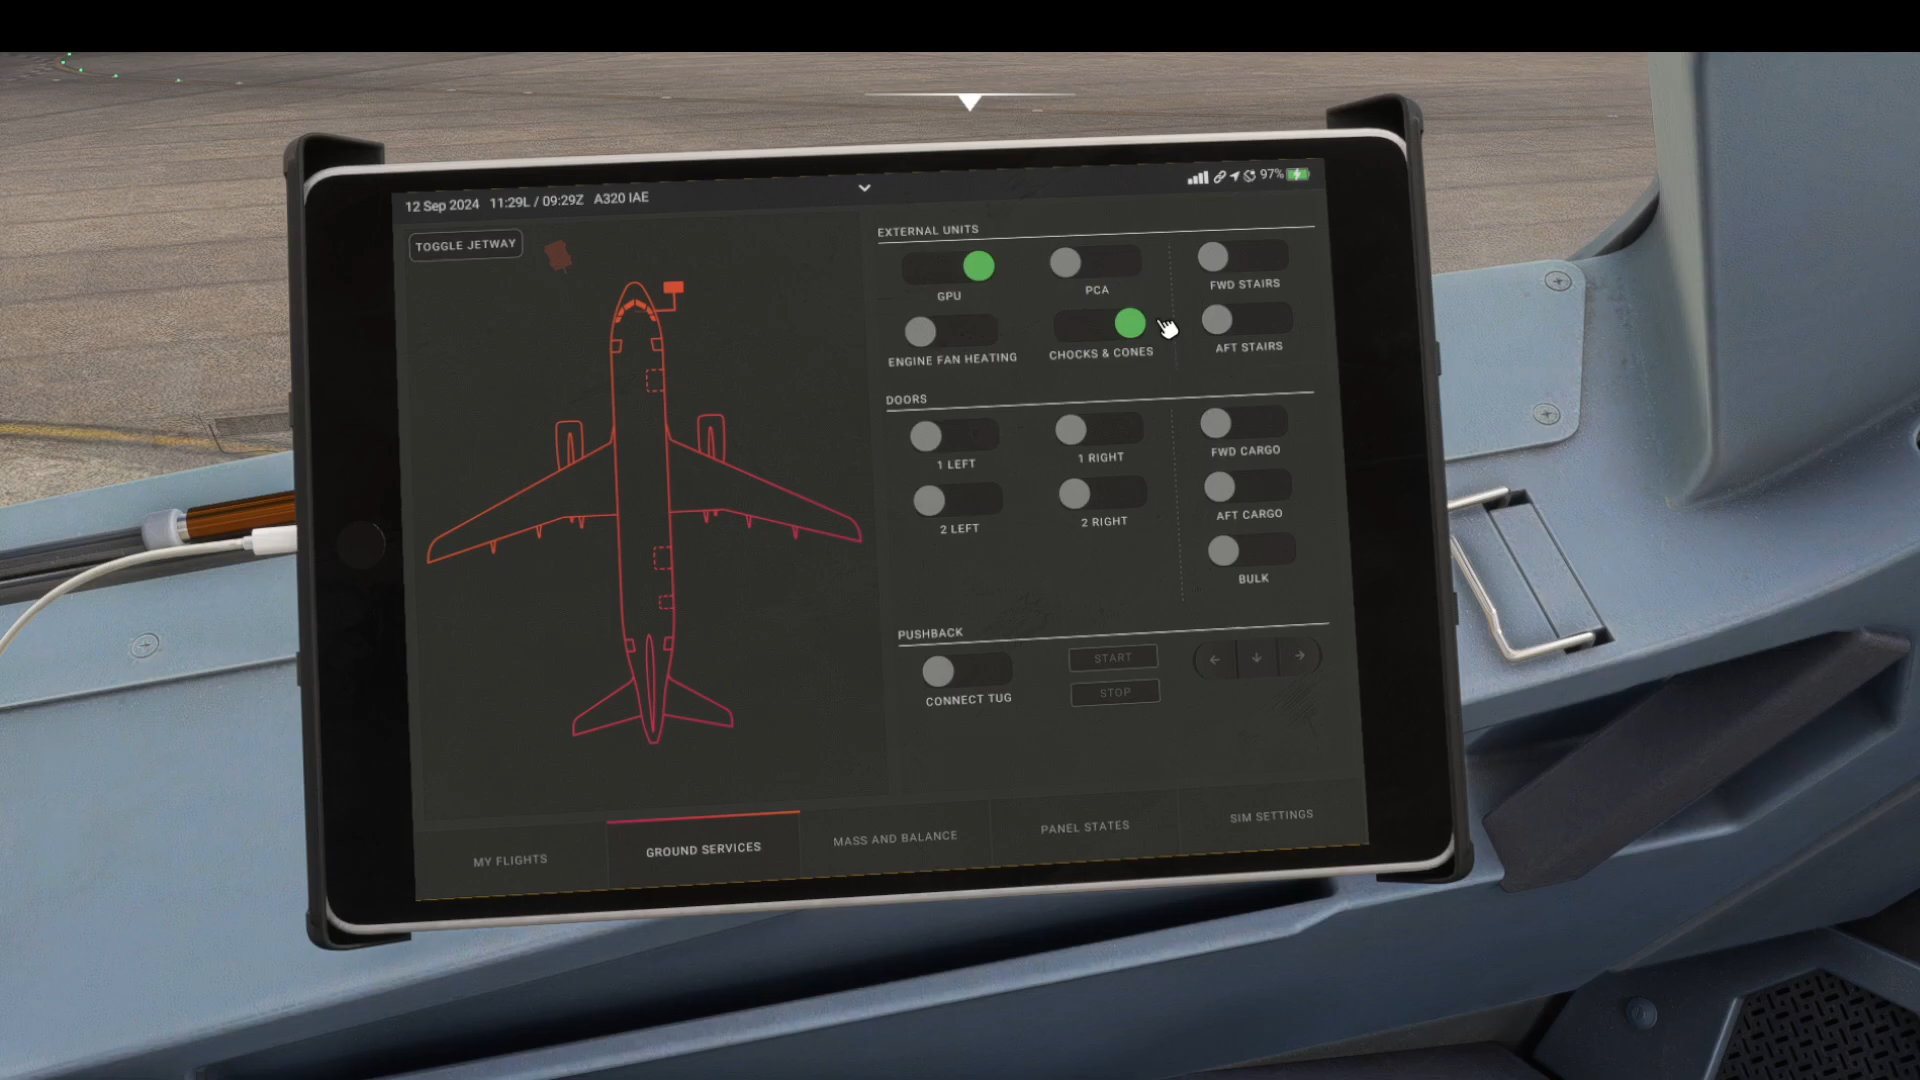 12 Sep 2024 11:29L / 09:29Z A320 IAE
97%
TOGGLE JETWAY
EXTERNAL UNITS
GPU
PCA
FWD STAIRS
ENGINE FAN HEATING
CHOCKS & CONES
AFT STAIRS
DOORS
1 LEFT
1 RIGHT
FWD CARGO
2 LEFT
2 RIGHT
AFT CARGO
BULK
PUSHBACK
CONNECT TUG
START
STOP
MY FLIGHTS
GROUND SERVICES
MASS AND BALANCE
PANEL STATES
SIM SETTINGS